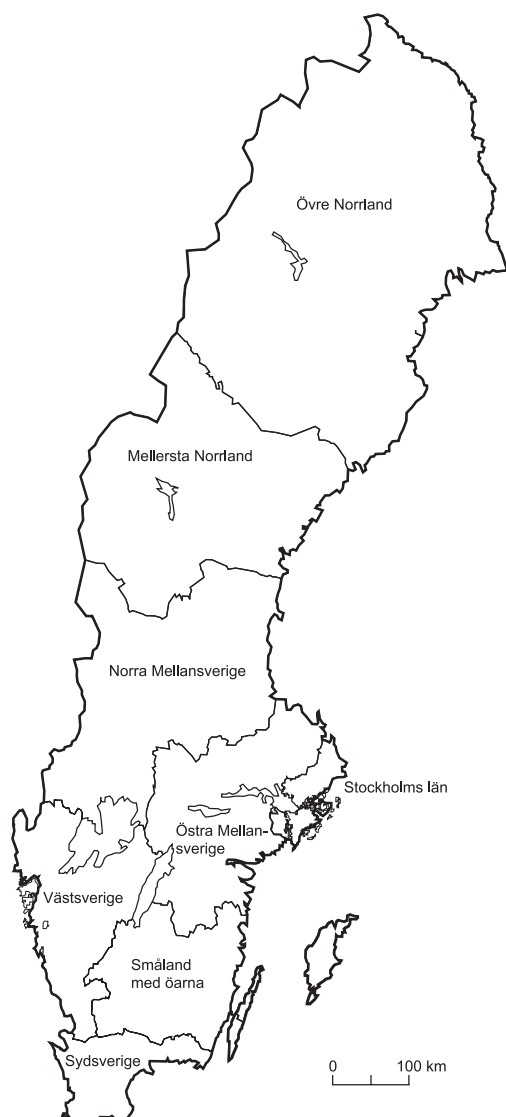 Övre Norrland
Mellersta Norrland
Norra Mellansverige
Stockholms län
Östra Mellan-
sverige
Västsverige
Småland
med öarna
Sydsverige
0 100 km